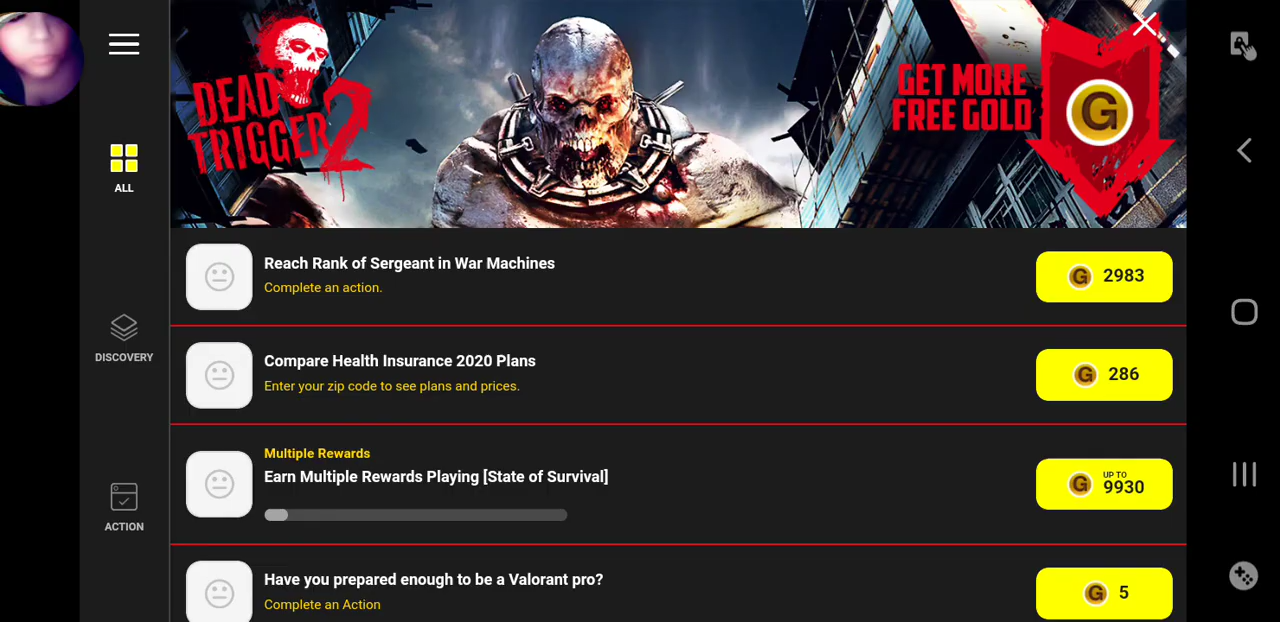 DEAD
TRIGGER 2
GET MORE
FREE GOLD
G
ALL
DISCOVERY
ACTION
Reach Rank of Sergeant in War Machines
Complete an action.
G 2983
Compare Health Insurance 2020 Plans
Enter your zip code to see plans and prices.
G 286
Multiple Rewards
Earn Multiple Rewards Playing [State of Survival]
G UP TO 9930
Have you prepared enough to be a Valorant pro?
Complete an Action
G 5